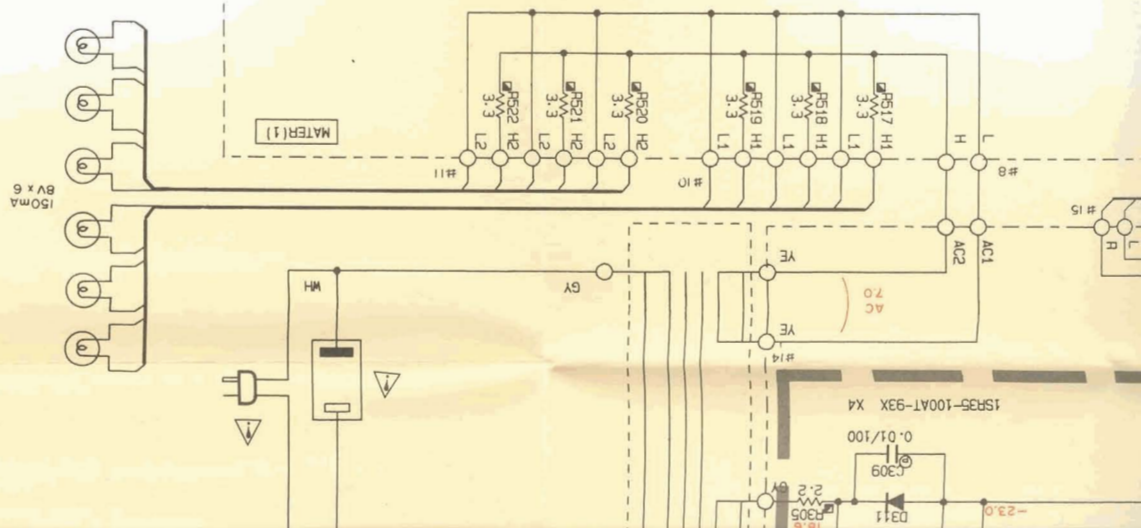 R522
3.3
R521
3.3
R520
3.3
R519
3.3
R518
3.3
R517
3.3
H
L
MATER(1)
L2
H2
L2
H2
L2
H2
L1
H1
L1
H1
L1
H1
#11
#10
#8
150mA
8V x 6
#15
R
L
AC2
AC1
WH
GY
YE
AC
7.0
YE
#14
1SR35-100AT-93X X4
0.01/100
C309
GY
2.2
R305
D311
-23.0